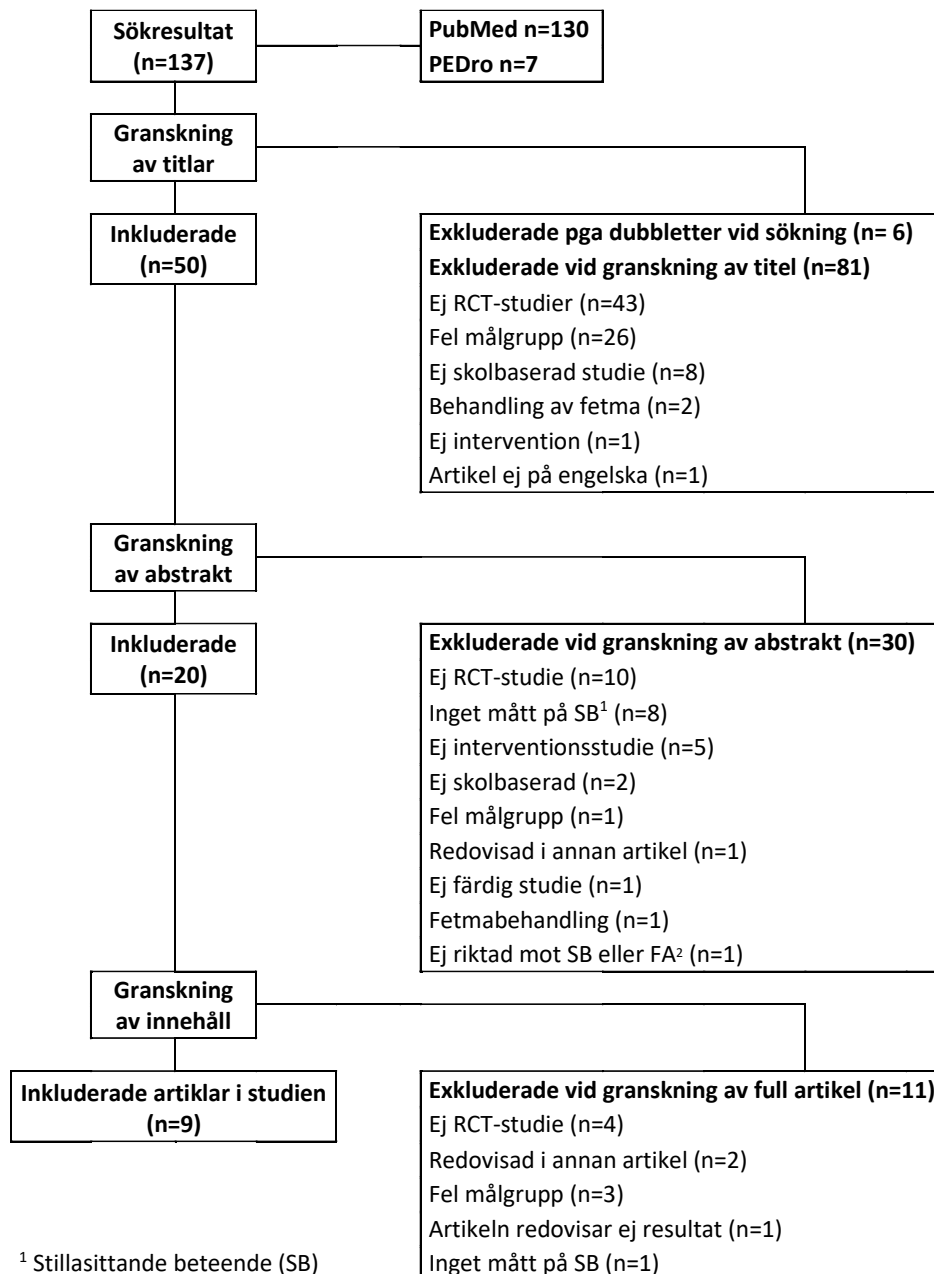 Sökresultat
(n=137)
PubMed n=130
PEDro n=7
Granskning
av titlar
Inkluderade
(n=50)
Exkluderade pga dubbletter vid sökning (n= 6)
Exkluderade vid granskning av titel (n=81)
Ej RCT-studier (n=43)
Fel målgrupp (n=26)
Ej skolbaserad studie (n=8)
Behandling av fetma (n=2)
Ej intervention (n=1)
Artikel ej på engelska (n=1)
Granskning
av abstrakt
Inkluderade
(n=20)
Exkluderade vid granskning av abstrakt (n=30)
Ej RCT-studie (n=10)
Inget mått på SB¹ (n=8)
Ej interventionsstudie (n=5)
Ej skolbaserad (n=2)
Fel målgrupp (n=1)
Redovisad i annan artikel (n=1)
Ej färdig studie (n=1)
Fetmabehandling (n=1)
Ej riktad mot SB eller FA² (n=1)
Granskning
av innehåll
Inkluderade artiklar i studien
(n=9)
Exkluderade vid granskning av full artikel (n=11)
Ej RCT-studie (n=4)
Redovisad i annan artikel (n=2)
Fel målgrupp (n=3)
Artikeln redovisar ej resultat (n=1)
Inget mått på SB (n=1)
¹ Stillasittande beteende (SB)